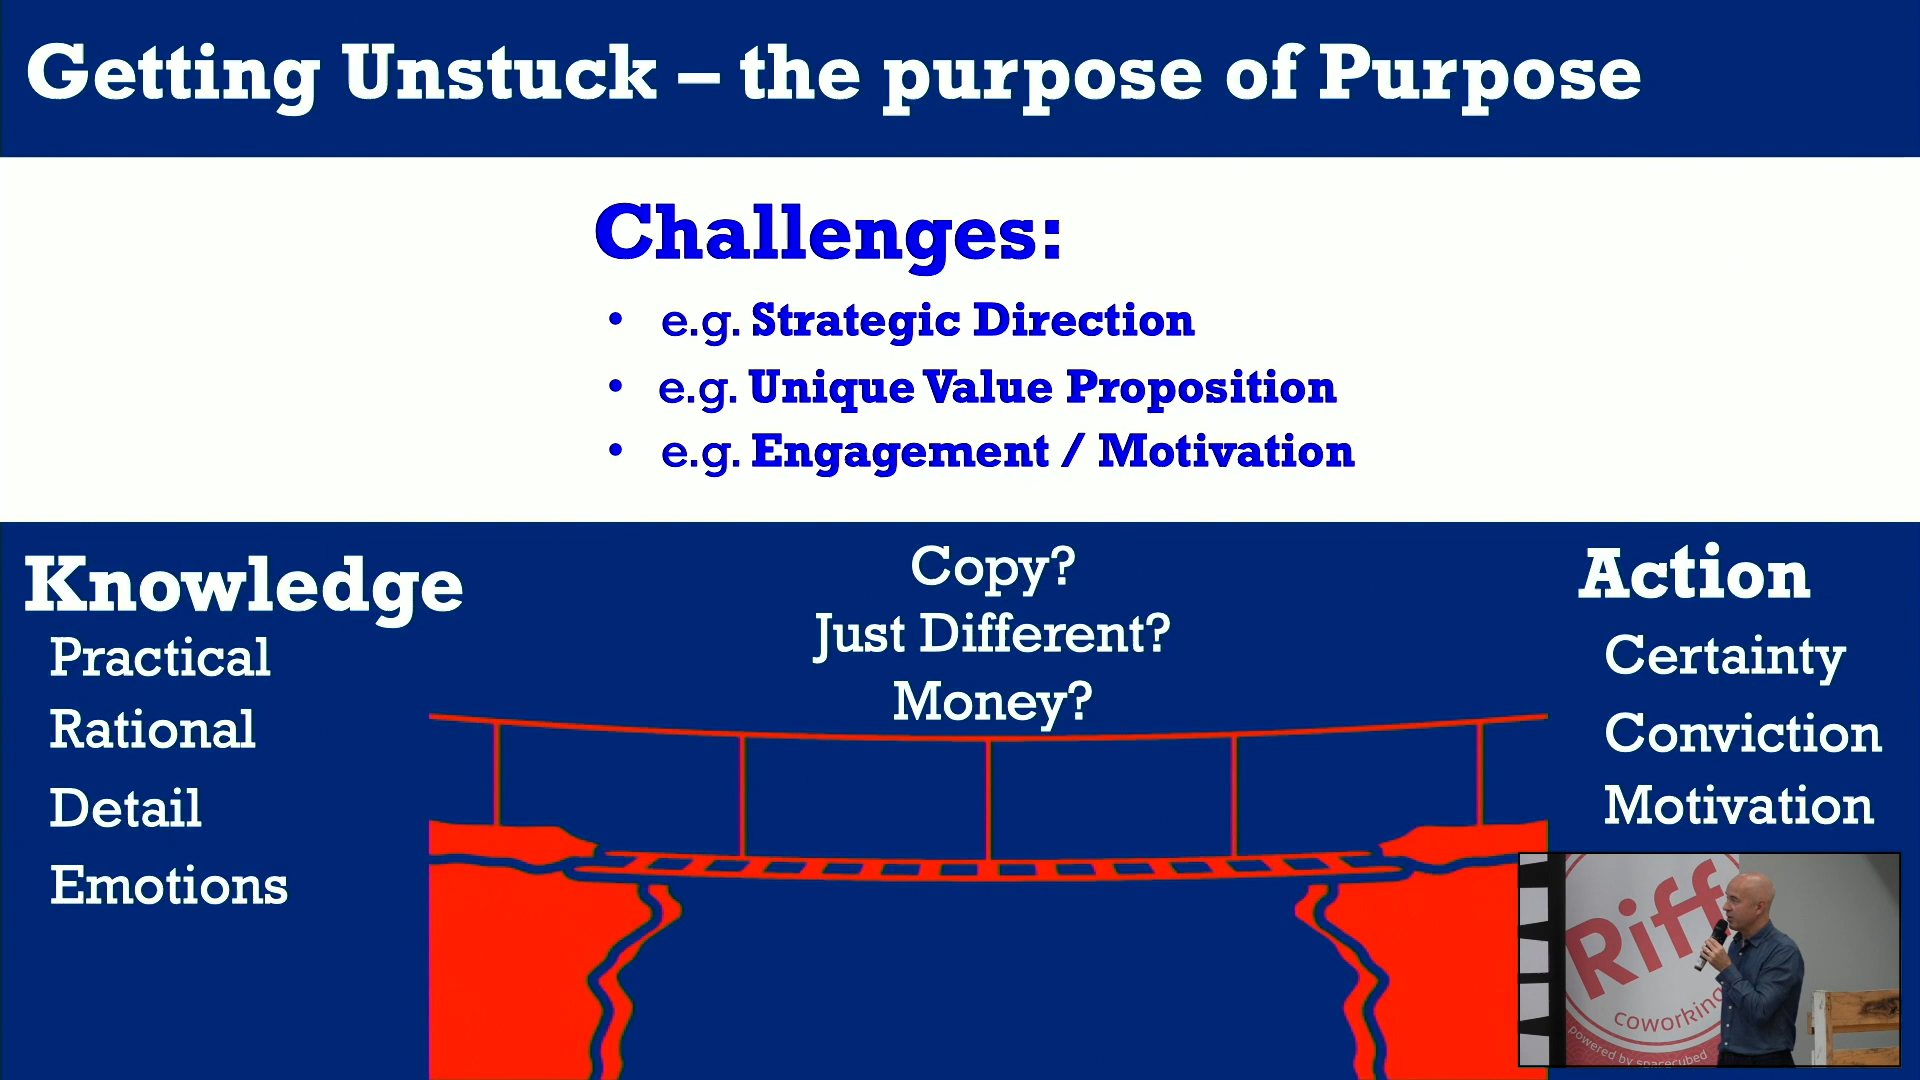 Getting Unstuck – the purpose of Purpose
Challenges:
• e.g. Strategic Direction
• e.g. Unique Value Proposition
• e.g. Engagement / Motivation
Knowledge
Practical
Rational
Detail
Emotions
Copy?
Just Different?
Money?
Action
Certainty
Conviction
Motivation
Riff
coworking
powered by spacecubed